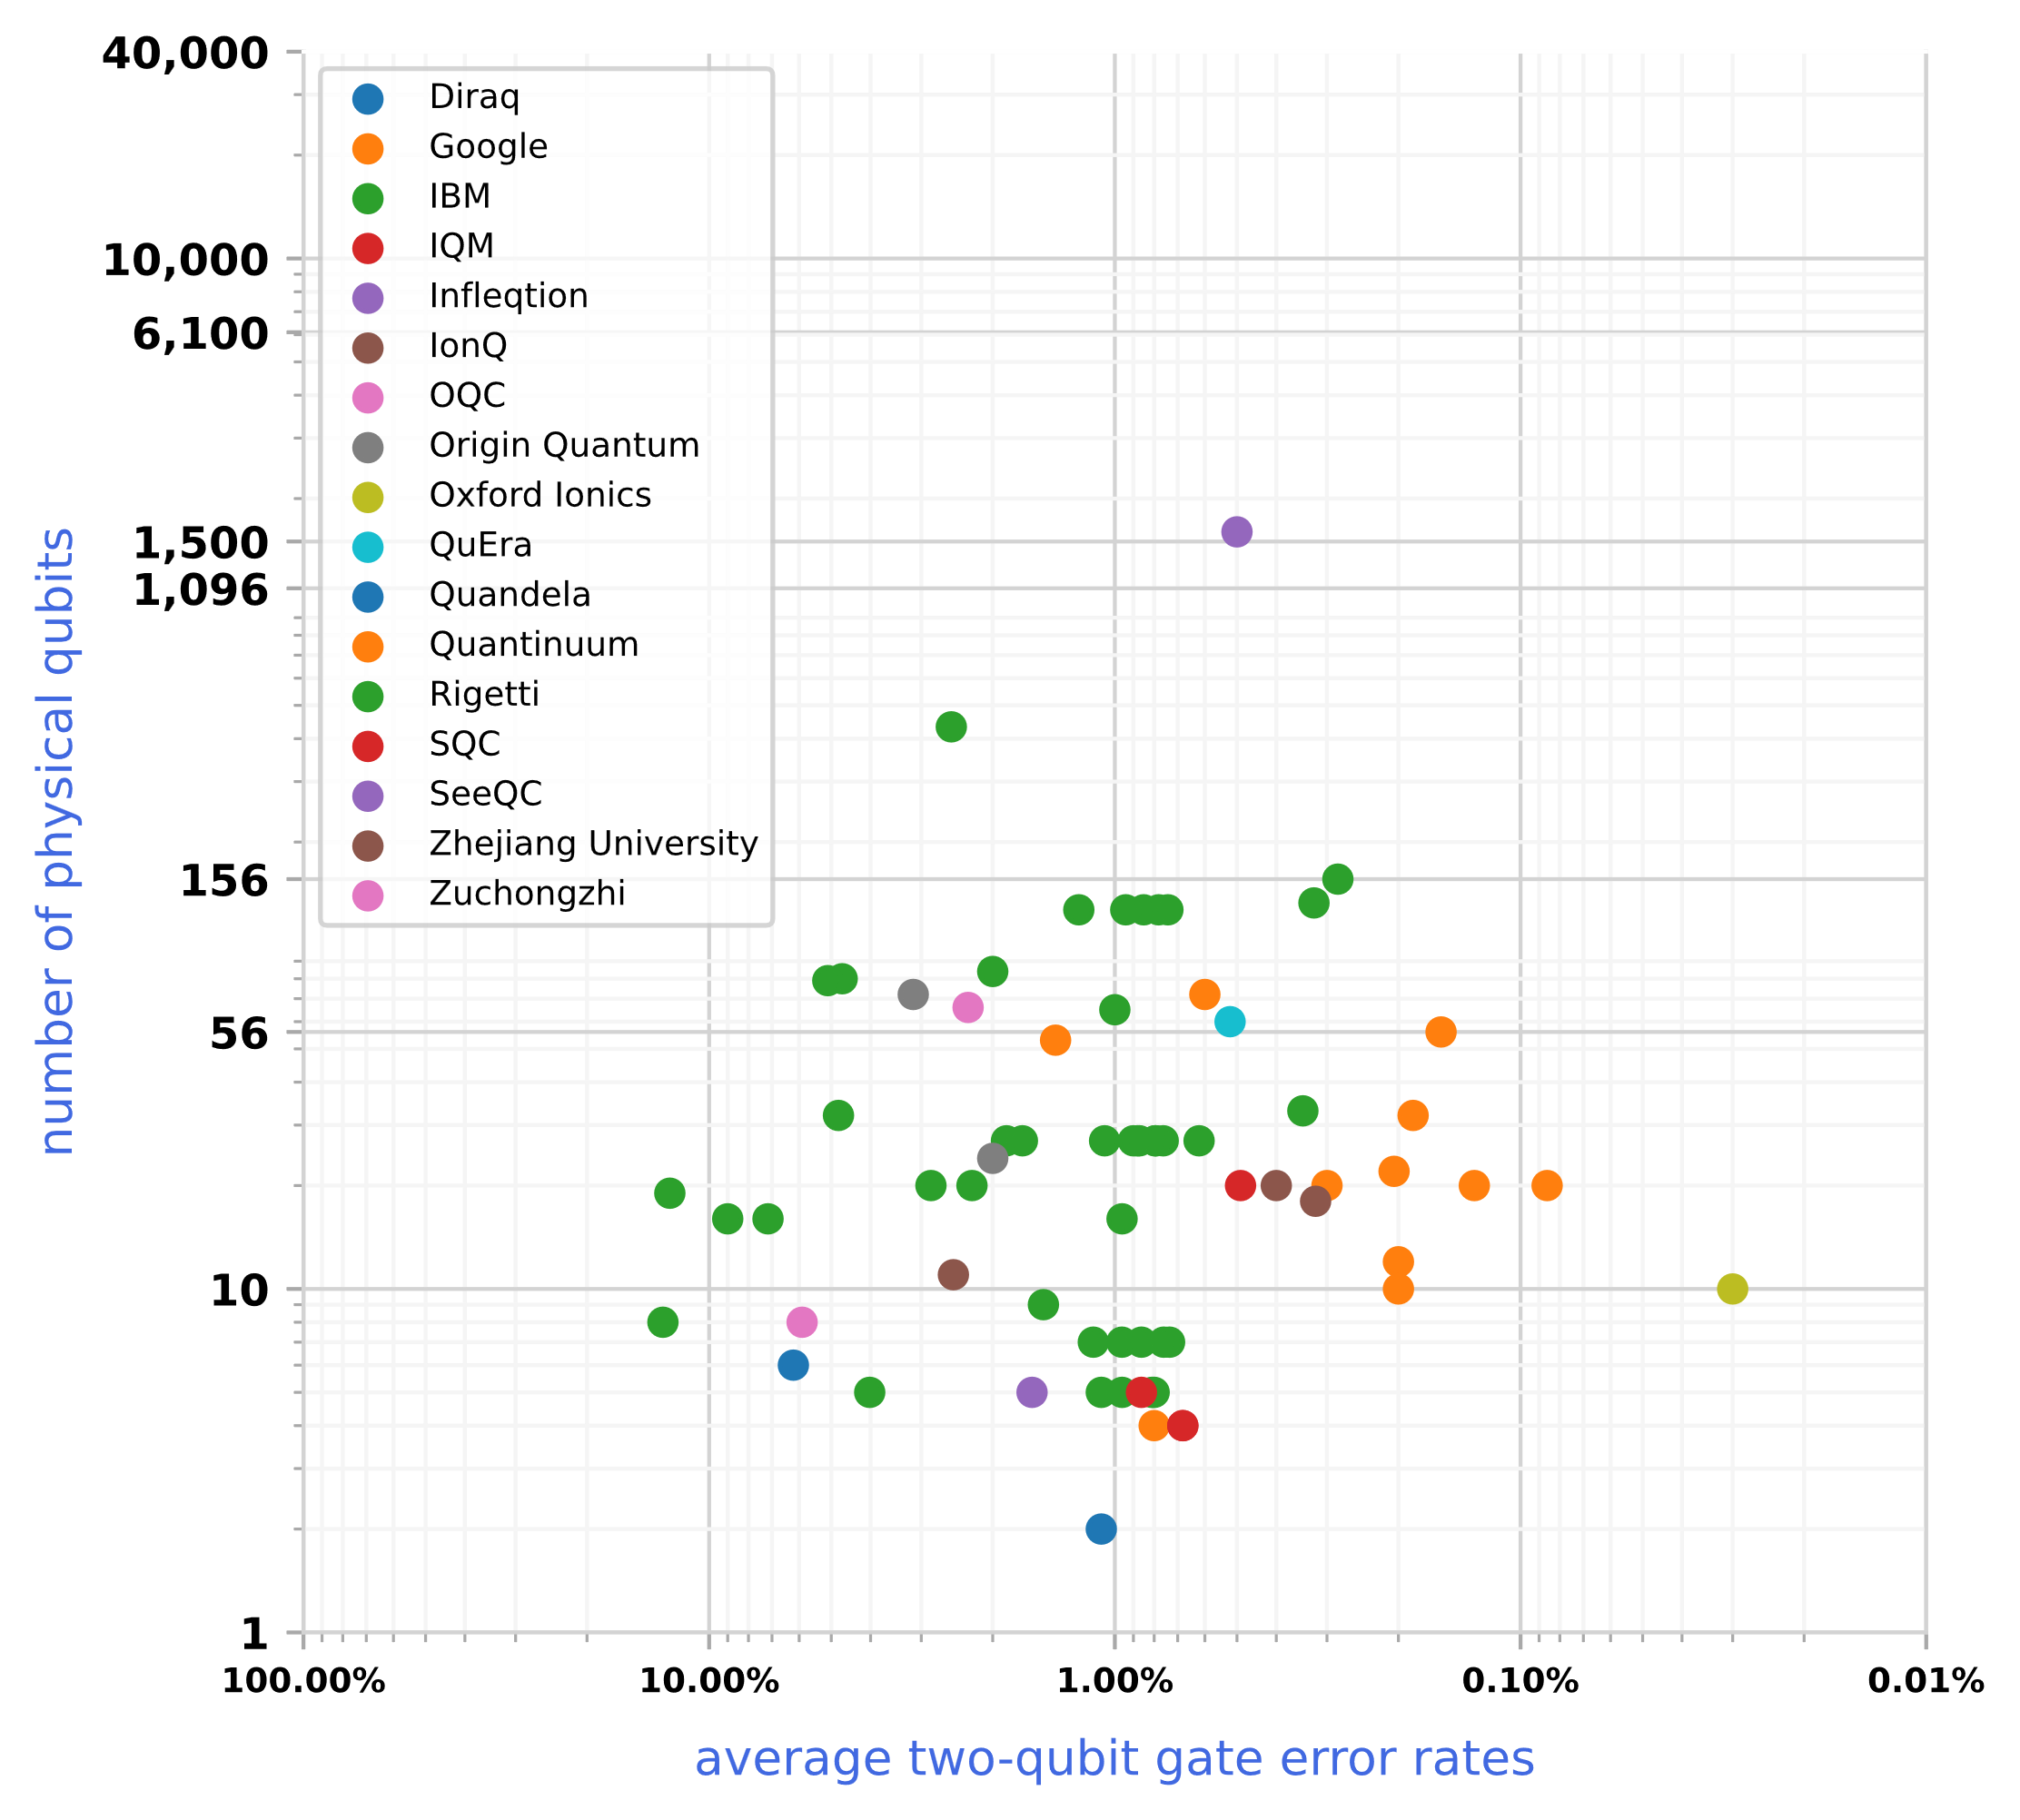 40,000
10,000
6,100
1,500
1,096
156
56
10
1
number of physical qubits
Diraq
Google
IBM
IQM
Infleqtion
IonQ
OQC
Origin Quantum
Oxford Ionics
QuEra
Quandela
Quantinuum
Rigetti
SQC
SeeQC
Zhejiang University
Zuchongzhi
100.00% 10.00% 1.00% 0.10% 0.01%
average two-qubit gate error rates